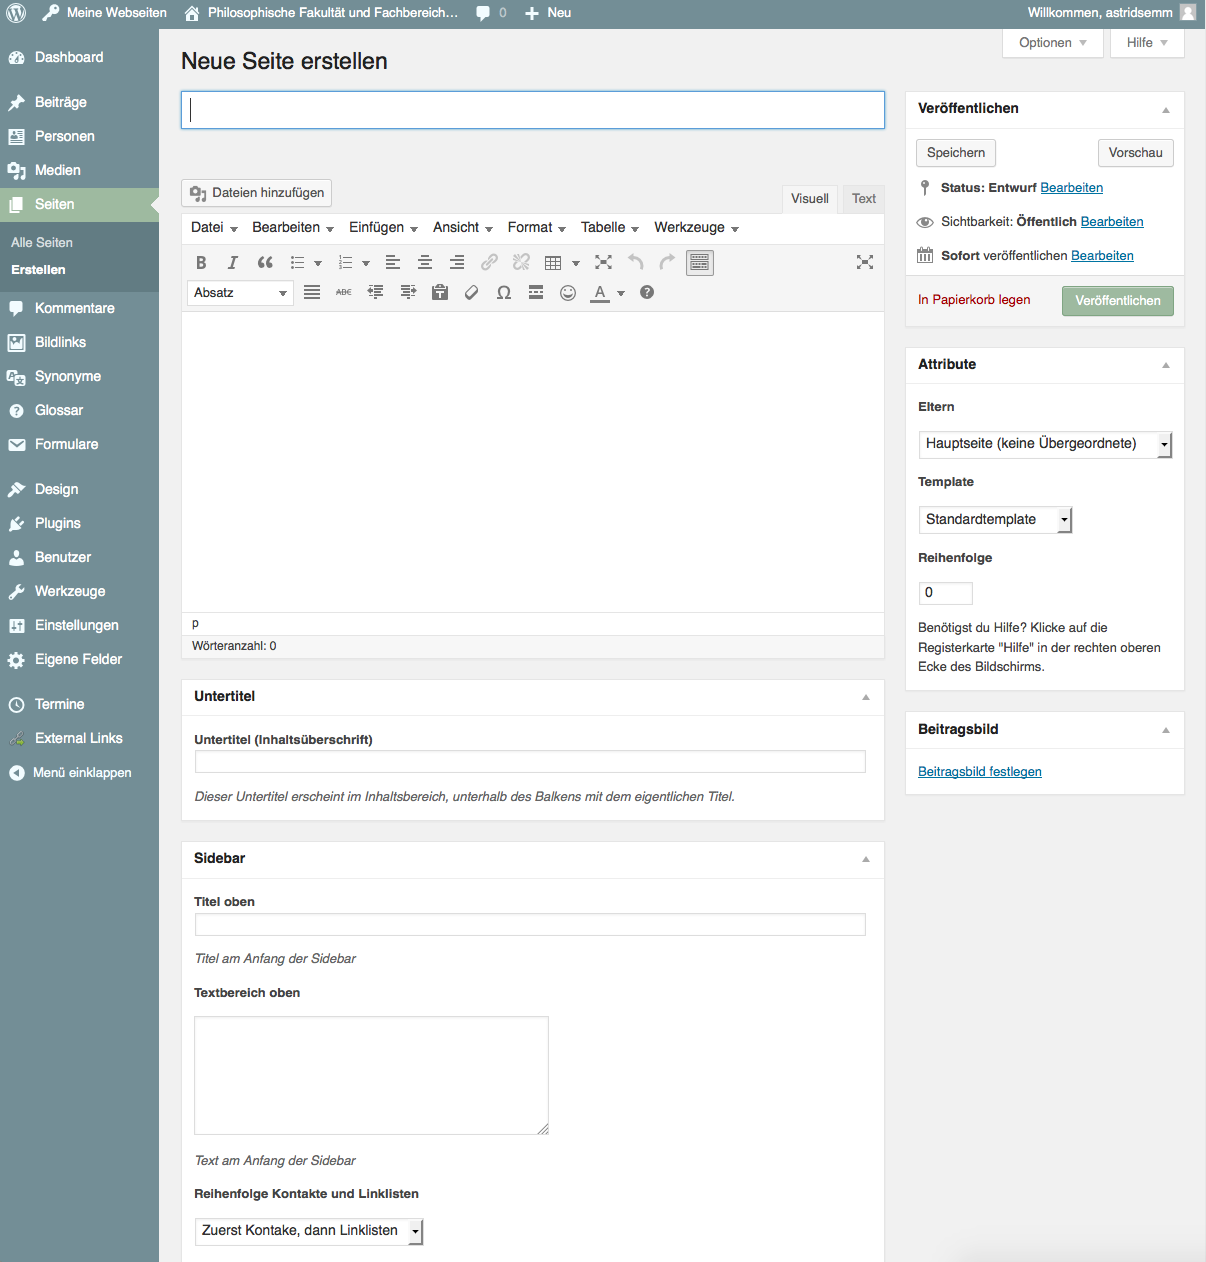 Meine Webseiten Philosophische Fakultät und Fachbereich… 0 Neu Willkommen, astridsemm
Optionen Hilfe
Neue Seite erstellen
Dashboard
Beiträge
Personen
Medien
Seiten
Alle Seiten
Erstellen
Kommentare
Bildlinks
Synonyme
Glossar
Formulare
Design
Plugins
Benutzer
Werkzeuge
Einstellungen
Eigene Felder
Termine
External Links
Menü einklappen
Dateien hinzufügen Visuell Text
Datei Bearbeiten Einfügen Ansicht Format Tabelle Werkzeuge
B I
Absatz ABC Ω A
p
Wörteranzahl: 0
Untertitel
Untertitel (Inhaltsüberschrift)
Dieser Untertitel erscheint im Inhaltsbereich, unterhalb des Balkens mit dem eigentlichen Titel.
Sidebar
Titel oben
Titel am Anfang der Sidebar
Textbereich oben
Text am Anfang der Sidebar
Reihenfolge Kontakte und Linklisten
Zuerst Kontake, dann Linklisten
Veröffentlichen
Speichern Vorschau
Status: Entwurf Bearbeiten
Sichtbarkeit: Öffentlich Bearbeiten
Sofort veröffentlichen Bearbeiten
In Papierkorb legen Veröffentlichen
Attribute
Eltern
Hauptseite (keine Übergeordnete)
Template
Standardtemplate
Reihenfolge
0
Benötigst du Hilfe? Klicke auf die
Registerkarte "Hilfe" in der rechten oberen
Ecke des Bildschirms.
Beitragsbild
Beitragsbild festlegen